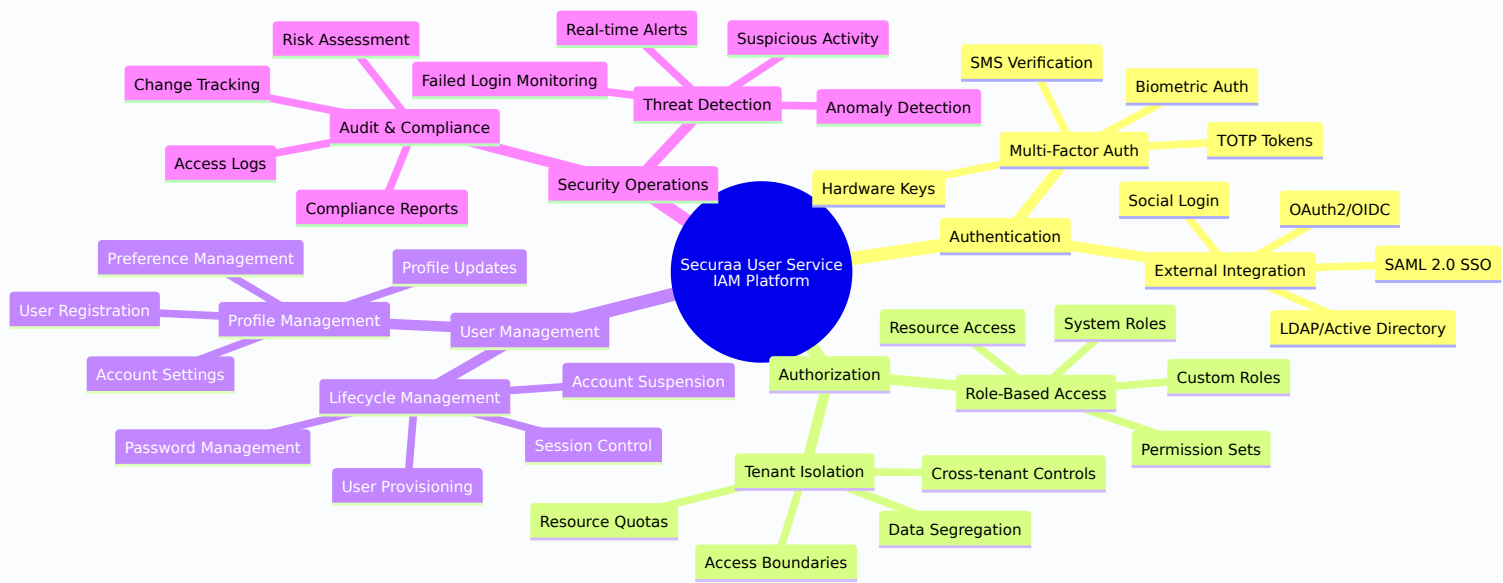 Securaa User Service
IAM Platform
Authentication
Multi-Factor Auth
SMS Verification
Biometric Auth
TOTP Tokens
Hardware Keys
External Integration
Social Login
OAuth2/OIDC
SAML 2.0 SSO
LDAP/Active Directory
Authorization
Role-Based Access
Resource Access
System Roles
Custom Roles
Permission Sets
Tenant Isolation
Cross-tenant Controls
Data Segregation
Access Boundaries
Resource Quotas
User Management
Profile Management
Preference Management
Profile Updates
User Registration
Account Settings
Lifecycle Management
Account Suspension
Password Management
User Provisioning
Session Control
Security Operations
Audit & Compliance
Risk Assessment
Change Tracking
Access Logs
Compliance Reports
Threat Detection
Real-time Alerts
Suspicious Activity
Failed Login Monitoring
Anomaly Detection